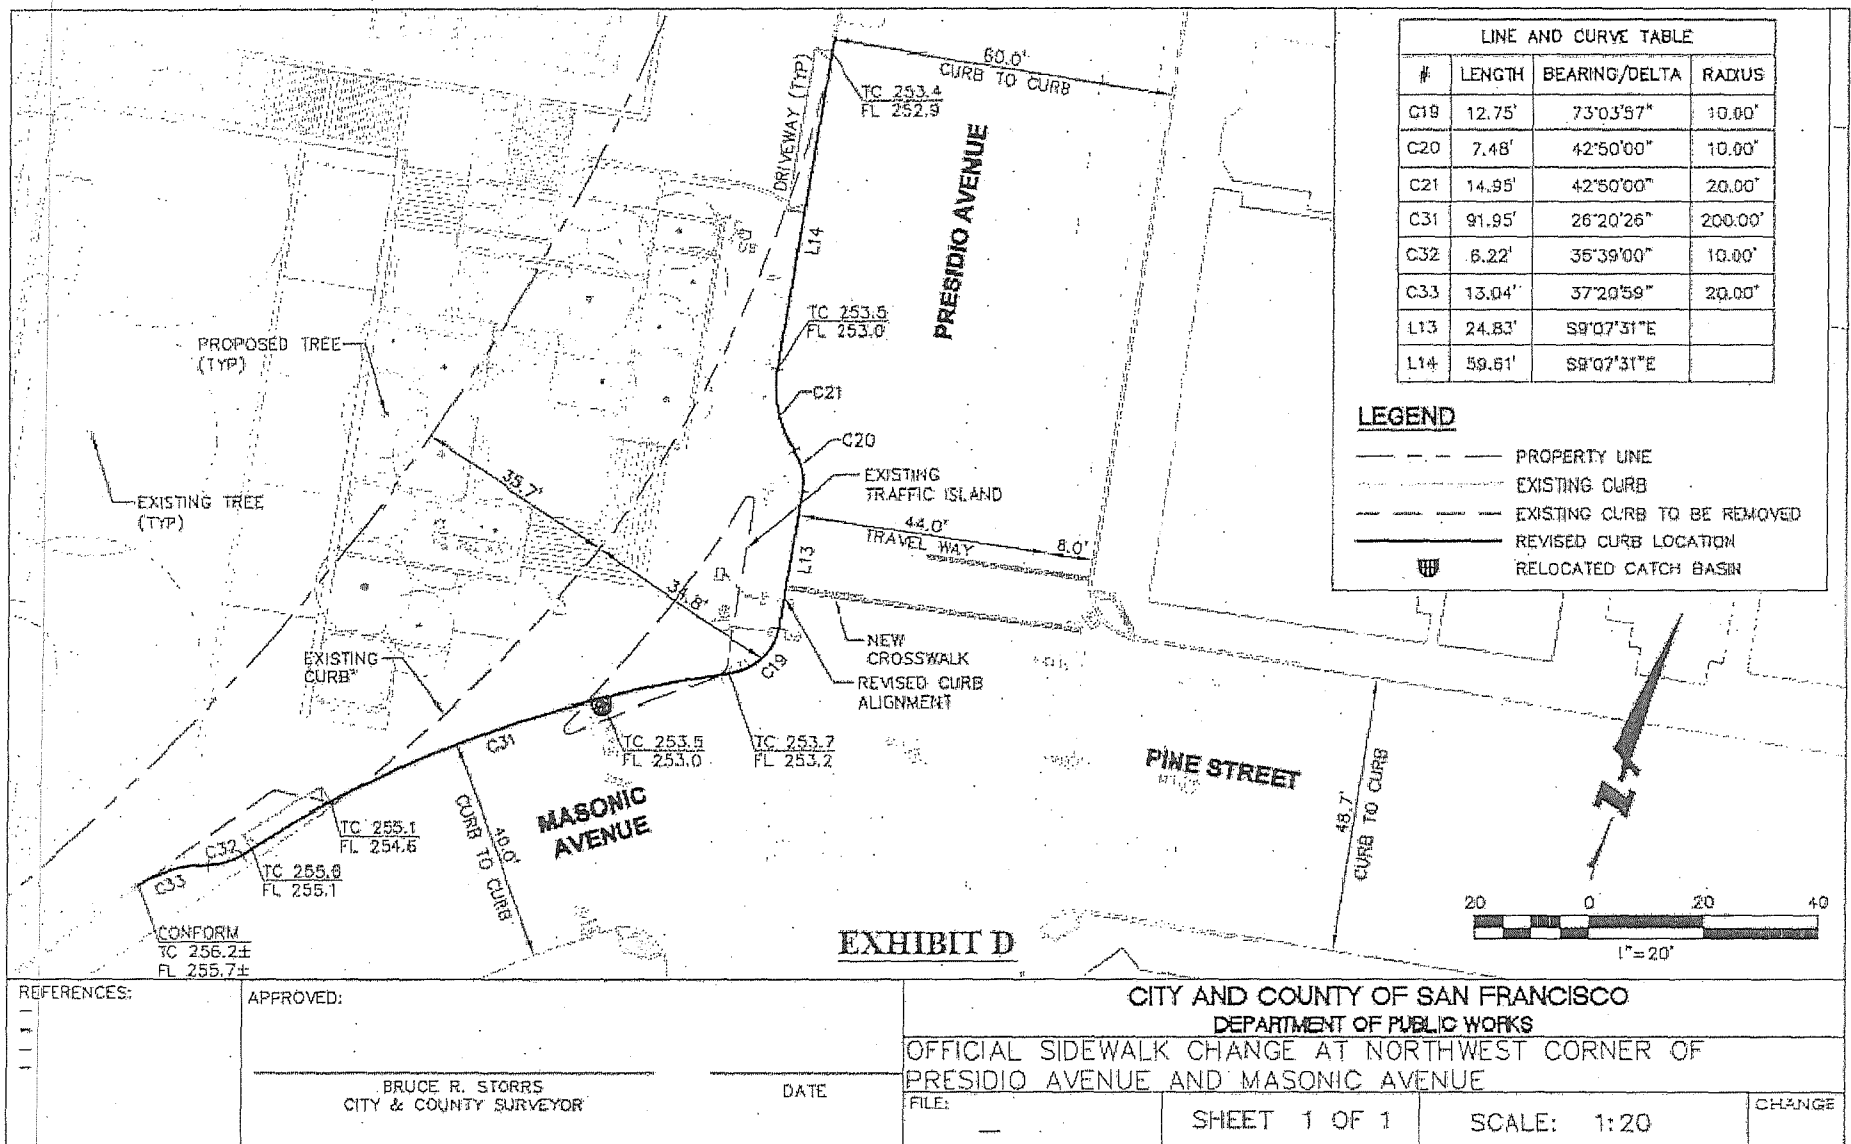 60.0'
CURB TO CURB
TC 253.4
FL 252.9
DRIVEWAY (TYP)
PRESIDIO AVENUE
L14
TC 253.5
FL 253.0
C21
C20
PROPOSED TREE
(TYP)
EXISTING TREE
(TYP)
35.7'
EXISTING
TRAFFIC ISLAND
44.0'
TRAVEL WAY
8.0'
L13
NEW
CROSSWALK
REVISED CURB
ALIGNMENT
C19
EXISTING
CURB
C31
TC 253.5
FL 253.0
TC 253.7
FL 253.2
PINE STREET
48.7'
CURB TO CURB
MASONIC
AVENUE
40.0'
CURB TO CURB
TC 255.1
FL 254.6
C32
TC 255.6
FL 255.1
C33
CONFORM
TC 256.2±
FL 255.7±
EXHIBIT D
LINE AND CURVE TABLE
# LENGTH BEARING/DELTA RADIUS
C19 12.75' 73°03'57" 10.00'
C20 7.48' 42°50'00" 10.00'
C21 14.95' 42°50'00" 20.00'
C31 91.95' 26°20'26" 200.00'
C32 6.22' 35°39'00" 10.00'
C33 13.04' 37°20'59" 20.00'
L13 24.83' S9°07'31"E
L14 59.61' S9°07'31"E
LEGEND
PROPERTY LINE
EXISTING CURB
EXISTING CURB TO BE REMOVED
REVISED CURB LOCATION
RELOCATED CATCH BASIN
N
20 0 20 40
1"=20'
REFERENCES:
APPROVED:
BRUCE R. STORRS
CITY & COUNTY SURVEYOR
DATE
CITY AND COUNTY OF SAN FRANCISCO
DEPARTMENT OF PUBLIC WORKS
OFFICIAL SIDEWALK CHANGE AT NORTHWEST CORNER OF
PRESIDIO AVENUE AND MASONIC AVENUE
FILE:
SHEET 1 OF 1
SCALE: 1:20
CHANGE